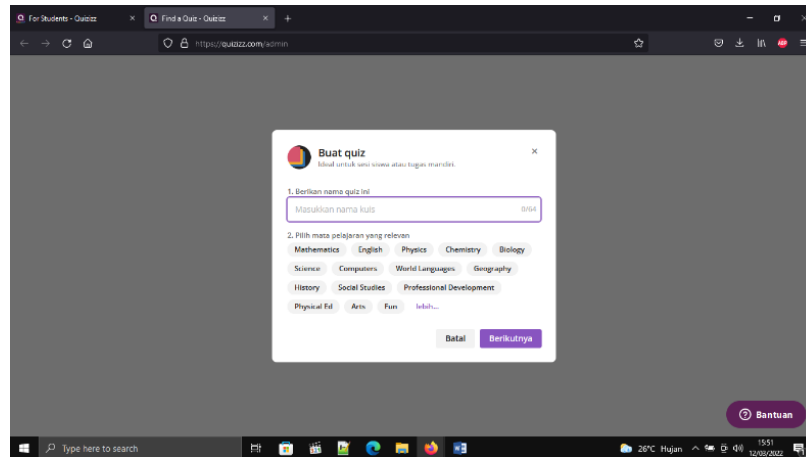 For Students - Quizizz
Find a Quiz - Quizizz
https://quizizz.com/admin
Buat quiz
Ideal untuk sesi siswa atau tugas mandiri.
1. Berikan nama quiz ini
Masukkan nama kuis 0/64
2. Pilih mata pelajaran yang relevan
Mathematics English Physics Chemistry Biology
Science Computers World Languages Geography
History Social Studies Professional Development
Physical Ed Arts Fun lebih...
Batal Berikutnya
Bantuan
Type here to search
26°C Hujan
15:51
12/03/2022